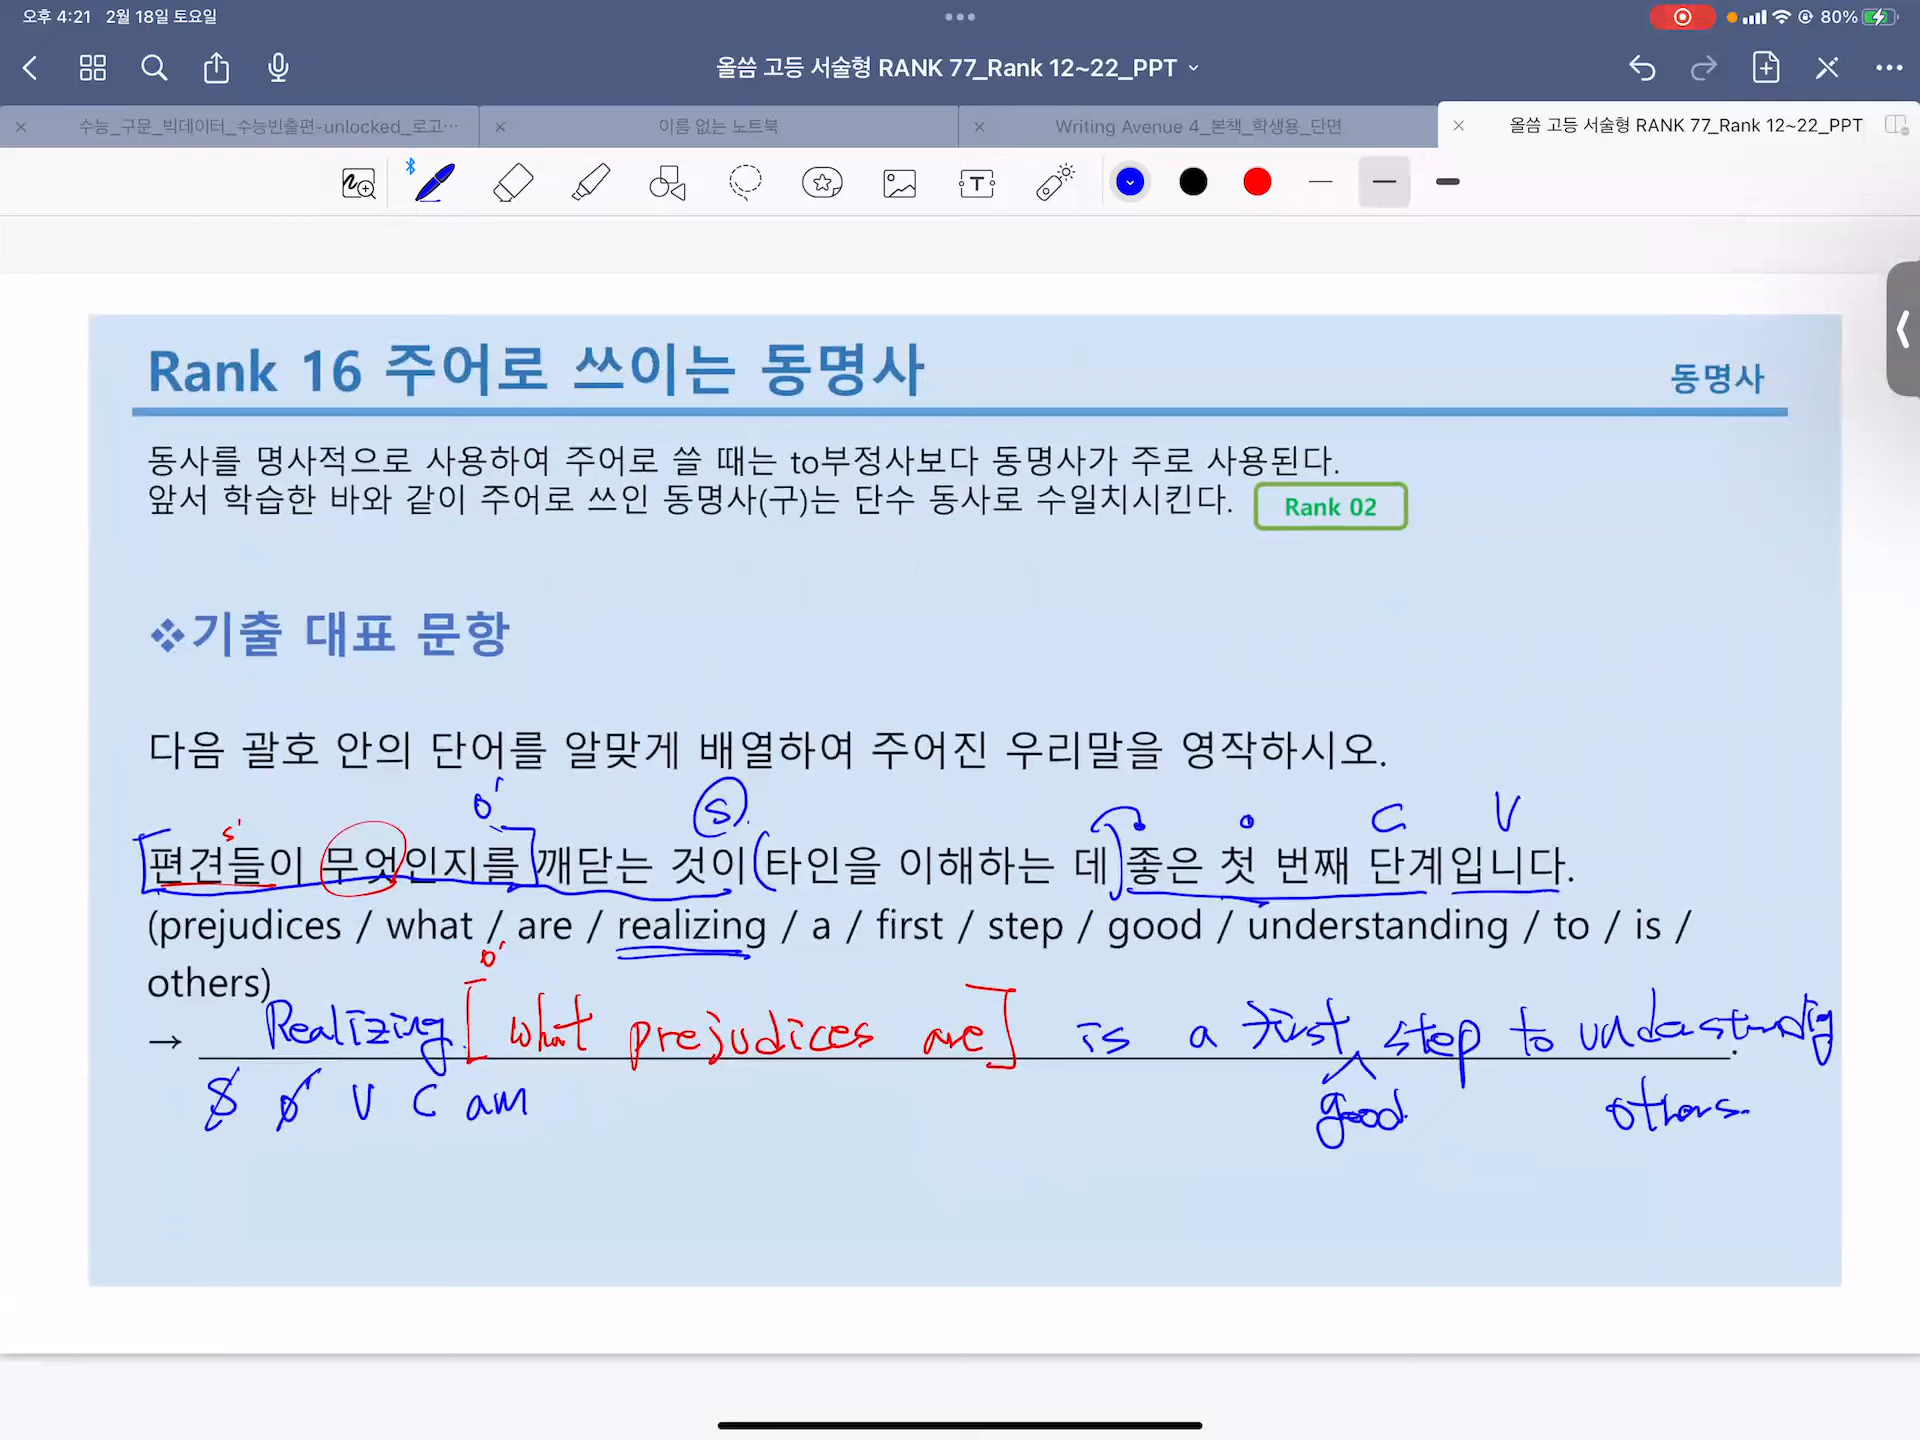 오후 4:21 2월 18일 토요일 80%
올씀 고등 서술형 RANK 77_Rank 12~22_PPT
수능_구문_빅데이터_수능빈출편-unlocked_로고… 이름 없는 노트북 Writing Avenue 4_본책_학생용_단면 올씀 고등 서술형 RANK 77_Rank 12~22_PPT
Rank 16 주어로 쓰이는 동명사 동명사
동사를 명사적으로 사용하여 주어로 쓸 때는 to부정사보다 동명사가 주로 사용된다.
앞서 학습한 바와 같이 주어로 쓰인 동명사(구)는 단수 동사로 수일치시킨다. Rank 02
❖기출 대표 문항
다음 괄호 안의 단어를 알맞게 배열하여 주어진 우리말을 영작하시오.
s' o' S C V
편견들이 무엇인지를 깨닫는 것이 타인을 이해하는 데 좋은 첫 번째 단계입니다.
(prejudices / what / are / realizing / a / first / step / good / understanding / to / is /
o'
others)
→ Realizing [what prejudices are] is a first step to understanding
S o' V C am good others.